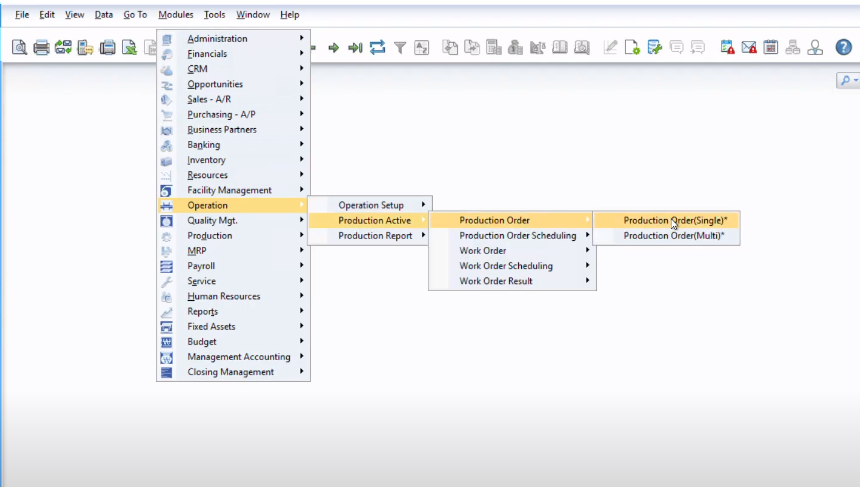 File Edit View Data Go To Modules Tools Window Help
Administration
Financials
CRM
Opportunities
Sales - A/R
Purchasing - A/P
Business Partners
Banking
Inventory
Resources
Facility Management
Operation
Quality Mgt.
Production
MRP
Payroll
Service
Human Resources
Reports
Fixed Assets
Budget
Management Accounting
Closing Management
Operation Setup
Production Active
Production Report
Production Order
Production Order Scheduling
Work Order
Work Order Scheduling
Work Order Result
Production Order(Single)*
Production Order(Multi)*